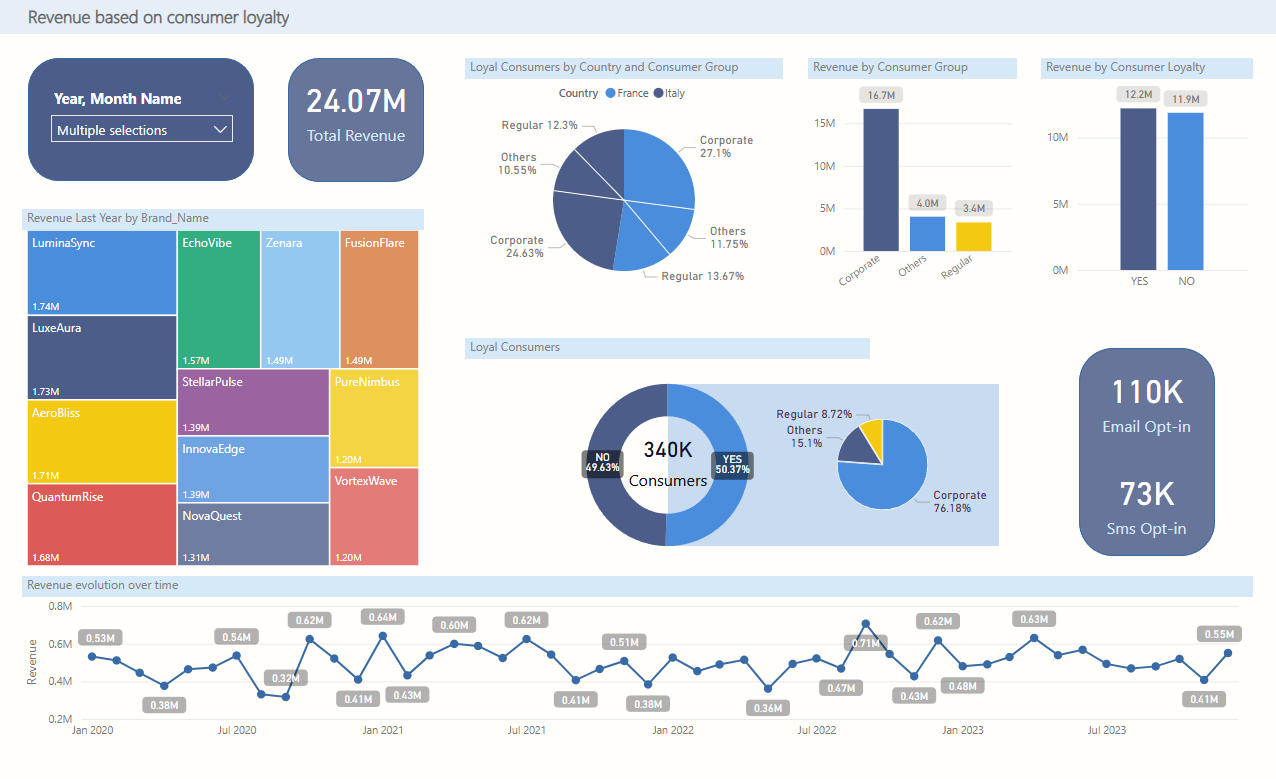 Revenue based on consumer loyalty
Year, Month Name
Multiple selections
24.07M
Total Revenue
Loyal Consumers by Country and Consumer Group
Country France Italy
Regular 12.3%
Others
10.55%
Corporate
24.63%
Corporate
27.1%
Others
11.75%
Regular 13.67%
Revenue by Consumer Group
16.7M
4.0M
3.4M
15M
10M
5M
0M
Corporate
Others
Regular
Revenue by Consumer Loyalty
12.2M
11.9M
10M
5M
0M
YES
NO
Revenue Last Year by Brand_Name
LuminaSync
1.74M
LuxeAura
1.73M
AeroBliss
1.71M
QuantumRise
1.68M
EchoVibe
1.57M
Zenara
1.49M
FusionFlare
1.49M
StellarPulse
1.39M
InnovaEdge
1.39M
NovaQuest
1.31M
PureNimbus
1.20M
VortexWave
1.20M
Loyal Consumers
NO
49.63%
340K
Consumers
YES
50.37%
Regular 8.72%
Others
15.1%
Corporate
76.18%
110K
Email Opt-in
73K
Sms Opt-in
Revenue evolution over time
Revenue
0.8M
0.6M
0.4M
0.2M
0.53M
0.38M
0.54M
0.32M
0.62M
0.41M
0.64M
0.43M
0.60M
0.62M
0.41M
0.51M
0.38M
0.36M
0.47M
0.71M
0.43M
0.62M
0.48M
0.63M
0.41M
0.55M
Jan 2020
Jul 2020
Jan 2021
Jul 2021
Jan 2022
Jul 2022
Jan 2023
Jul 2023